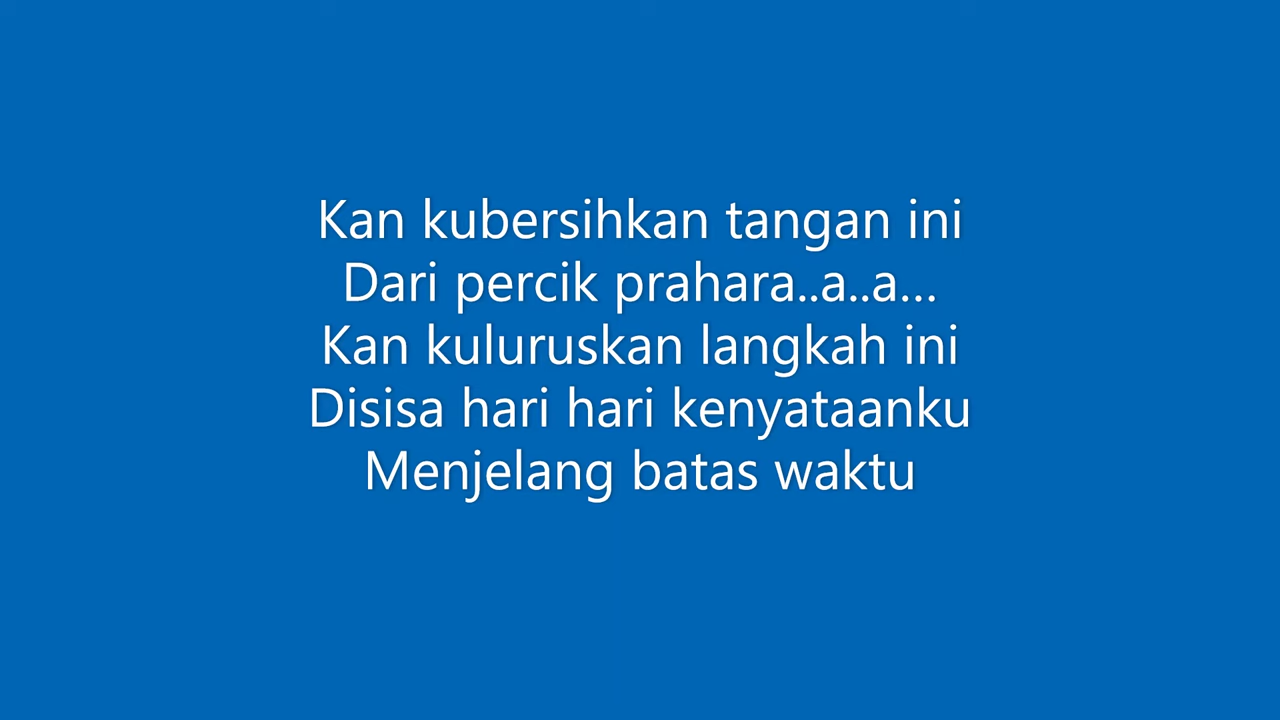 Kan kubersihkan tangan ini
Dari percik prahara..a..a...
Kan kuluruskan langkah ini
Disisa hari hari kenyataanku
Menjelang batas waktu